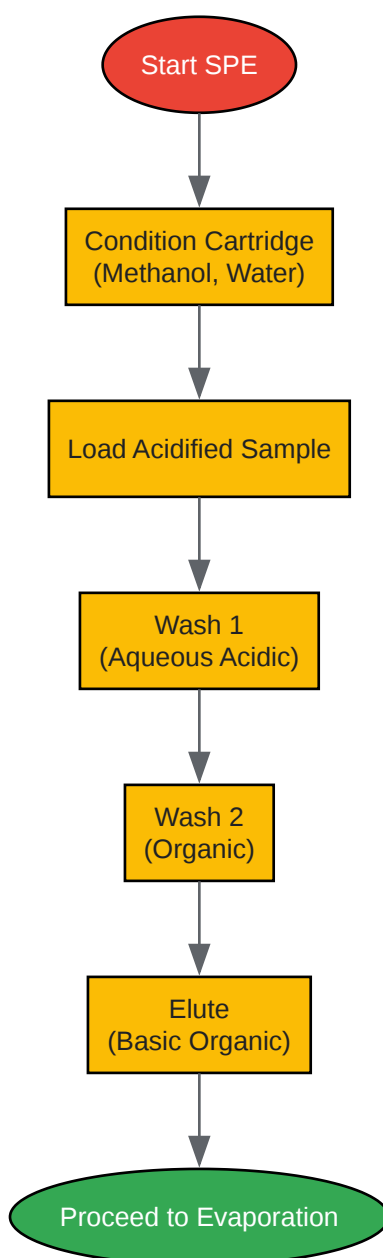 Start SPE
Condition Cartridge
(Methanol, Water)
Load Acidified Sample
Wash 1
(Aqueous Acidic)
Wash 2
(Organic)
Elute
(Basic Organic)
Proceed to Evaporation